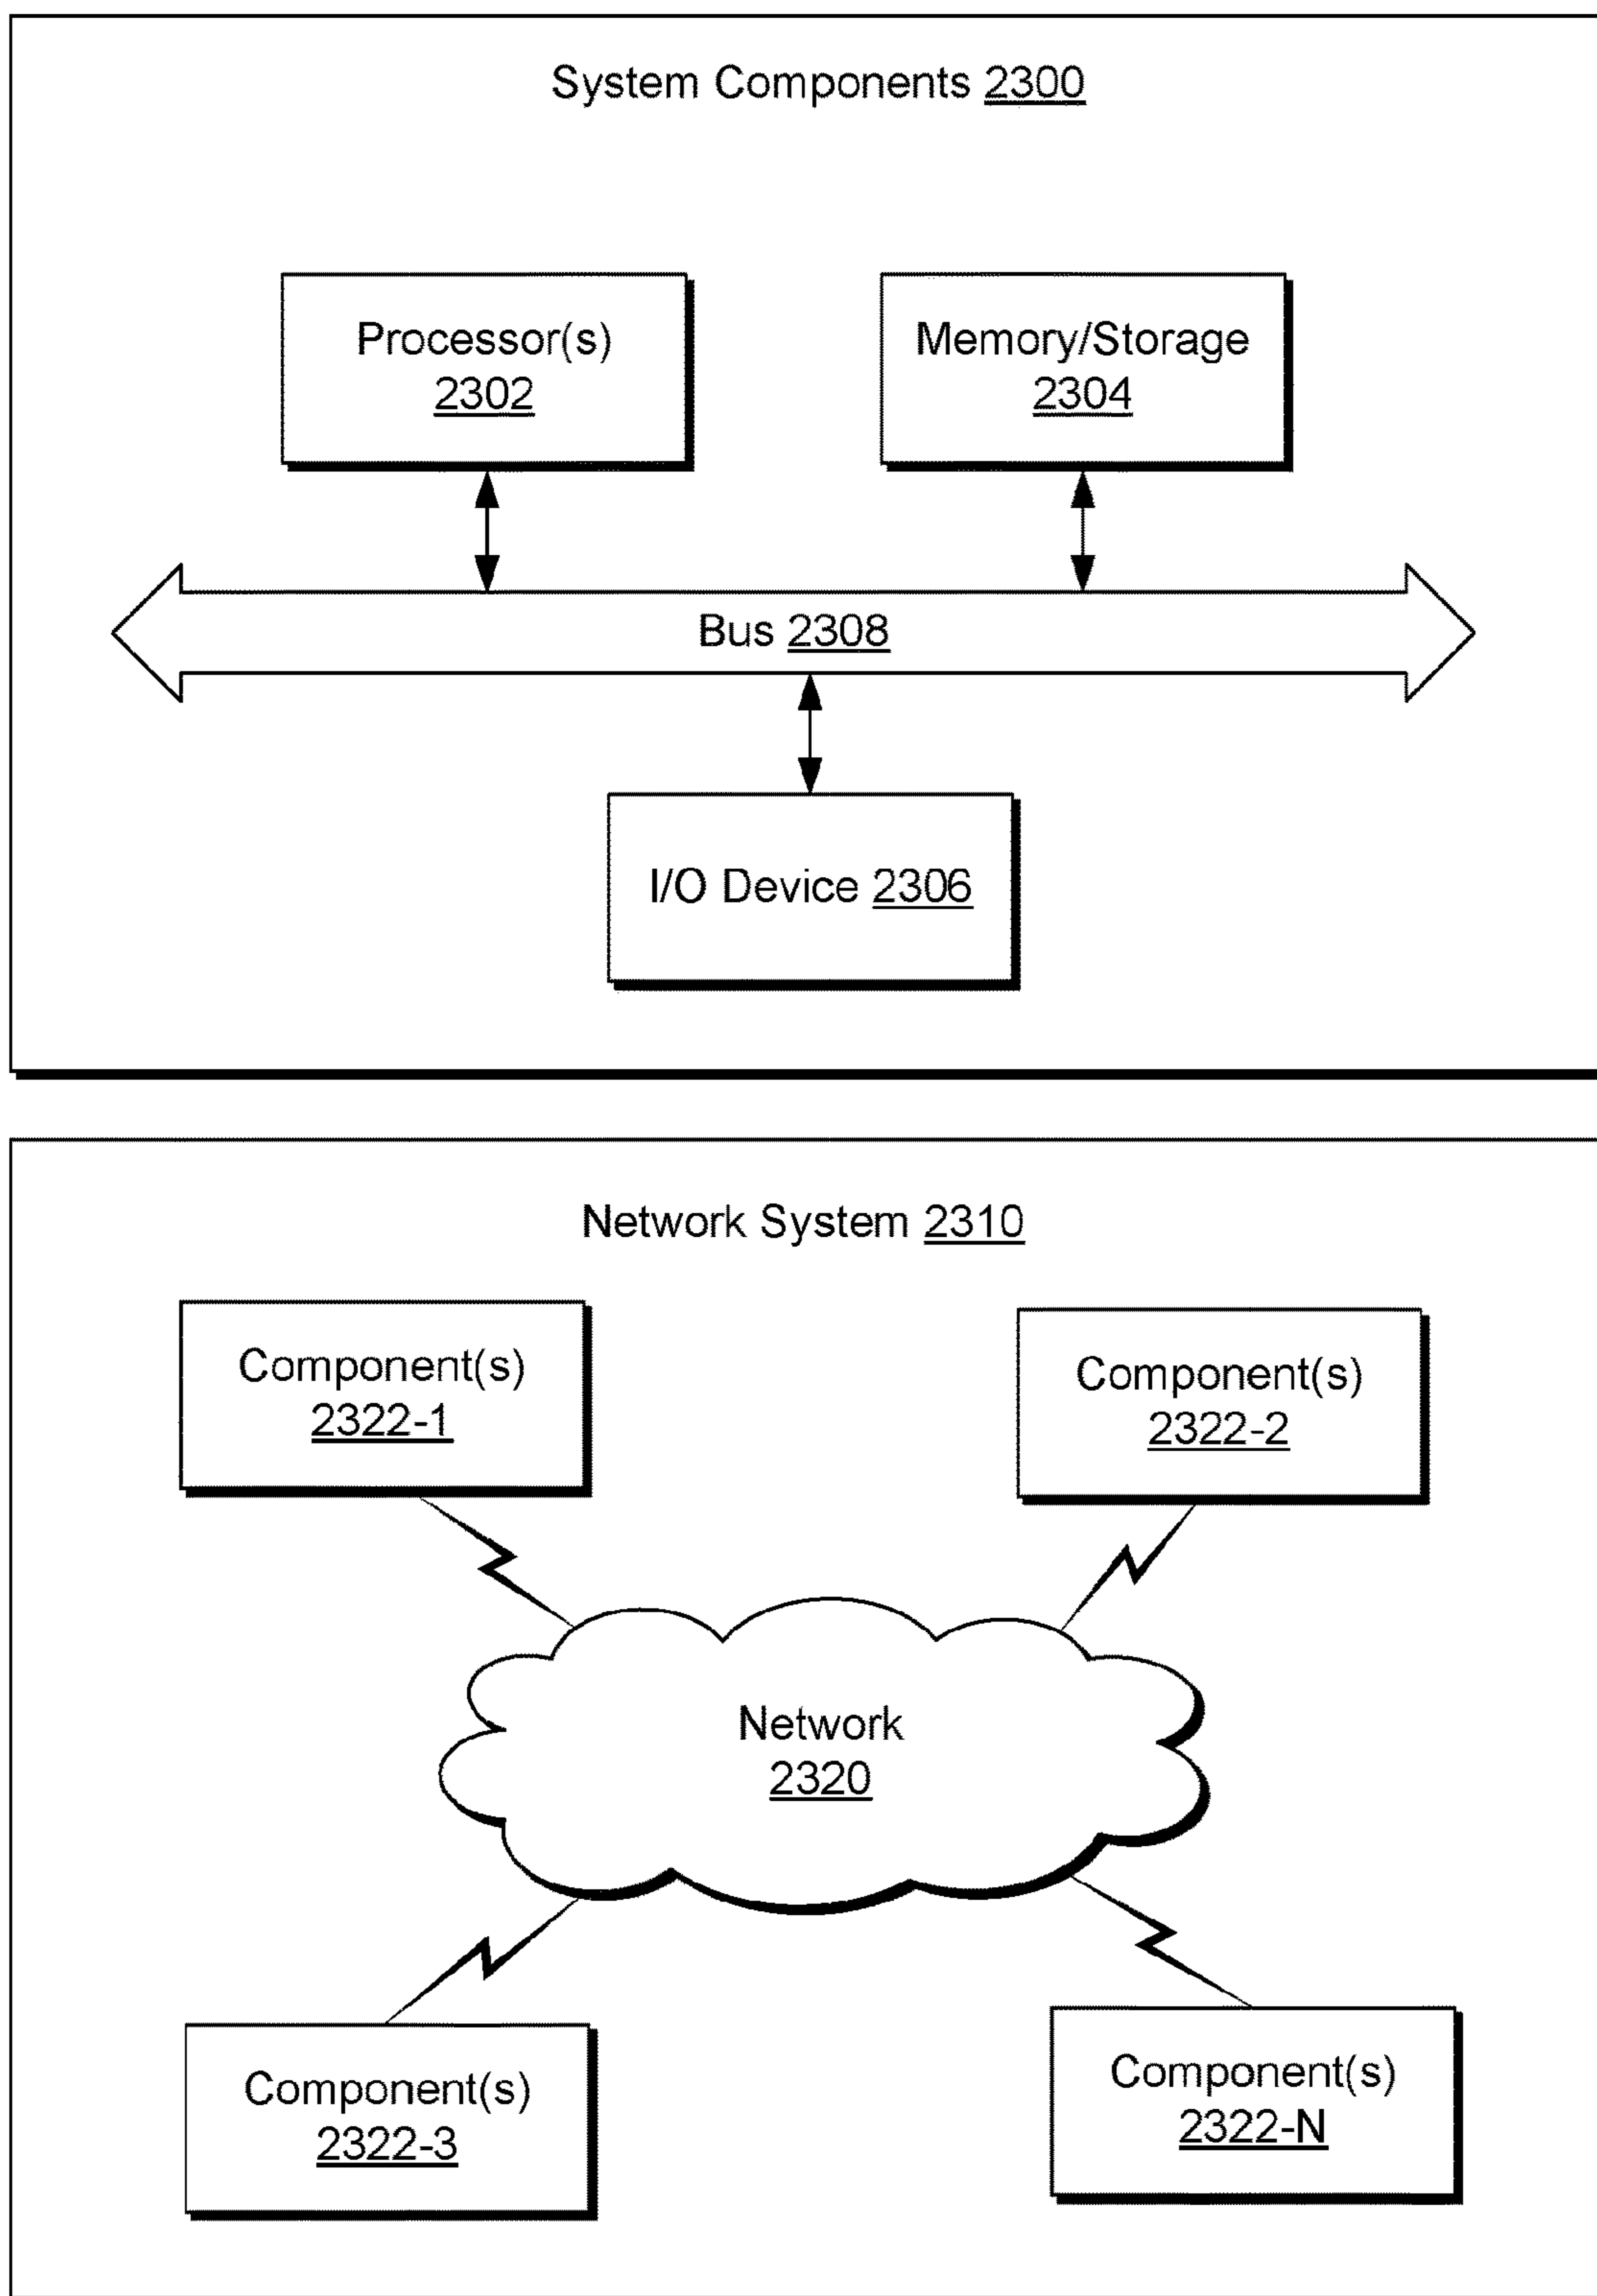 System Components 2300
Processor(s)
2302
Memory/Storage
2304
Bus 2308
I/O Device 2306
Network System 2310
Component(s)
2322-1
Component(s)
2322-2
Network
2320
Component(s)
2322-3
Component(s)
2322-N